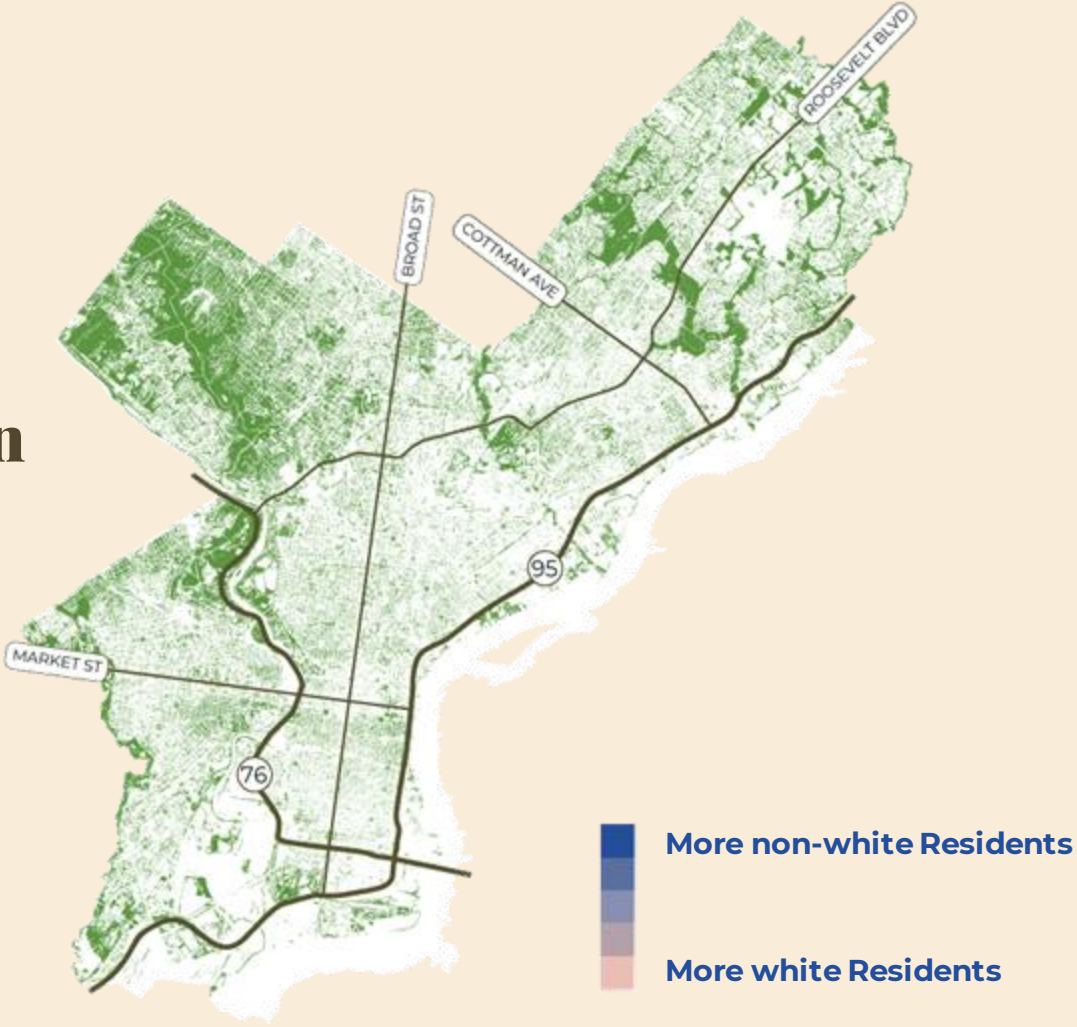 ROOSEVELT BLVD
BROAD ST
COTTMAN AVE
n
95
MARKET ST
76
More non-white Residents
More white Residents